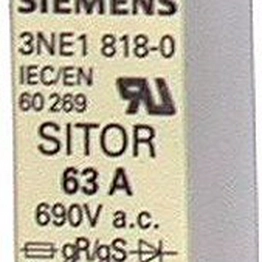 SIEMENS
3NE1 818-0
IEC/EN
60 269
SITOR
63 A
690V a.c.
gR/gS